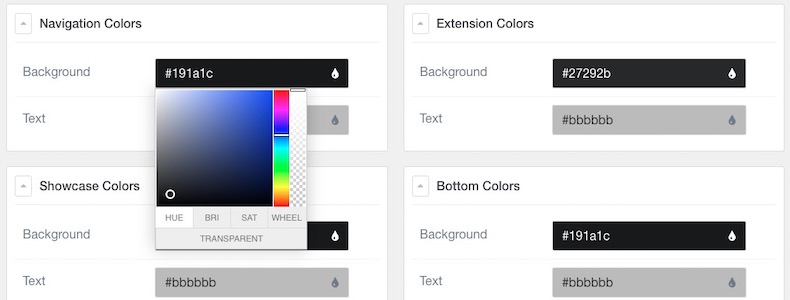 Navigation Colors
Background
#191a1c
Text
HUE BRI SAT WHEEL
TRANSPARENT
Extension Colors
Background
#27292b
Text
#bbbbbb
Showcase Colors
Background
Text
#bbbbbb
Bottom Colors
Background
#191a1c
Text
#bbbbbb